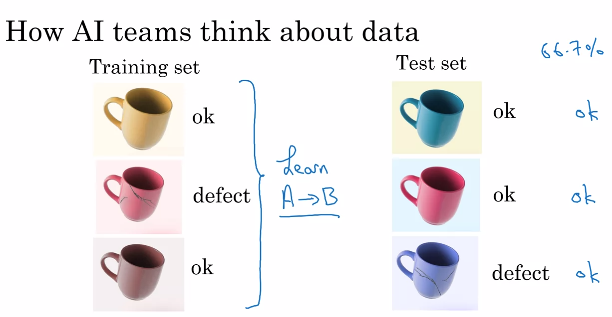 How AI teams think about data
66.7%
Training set
ok
defect
ok
Learn
A→B
Test set
ok ok
ok ok
defect ok